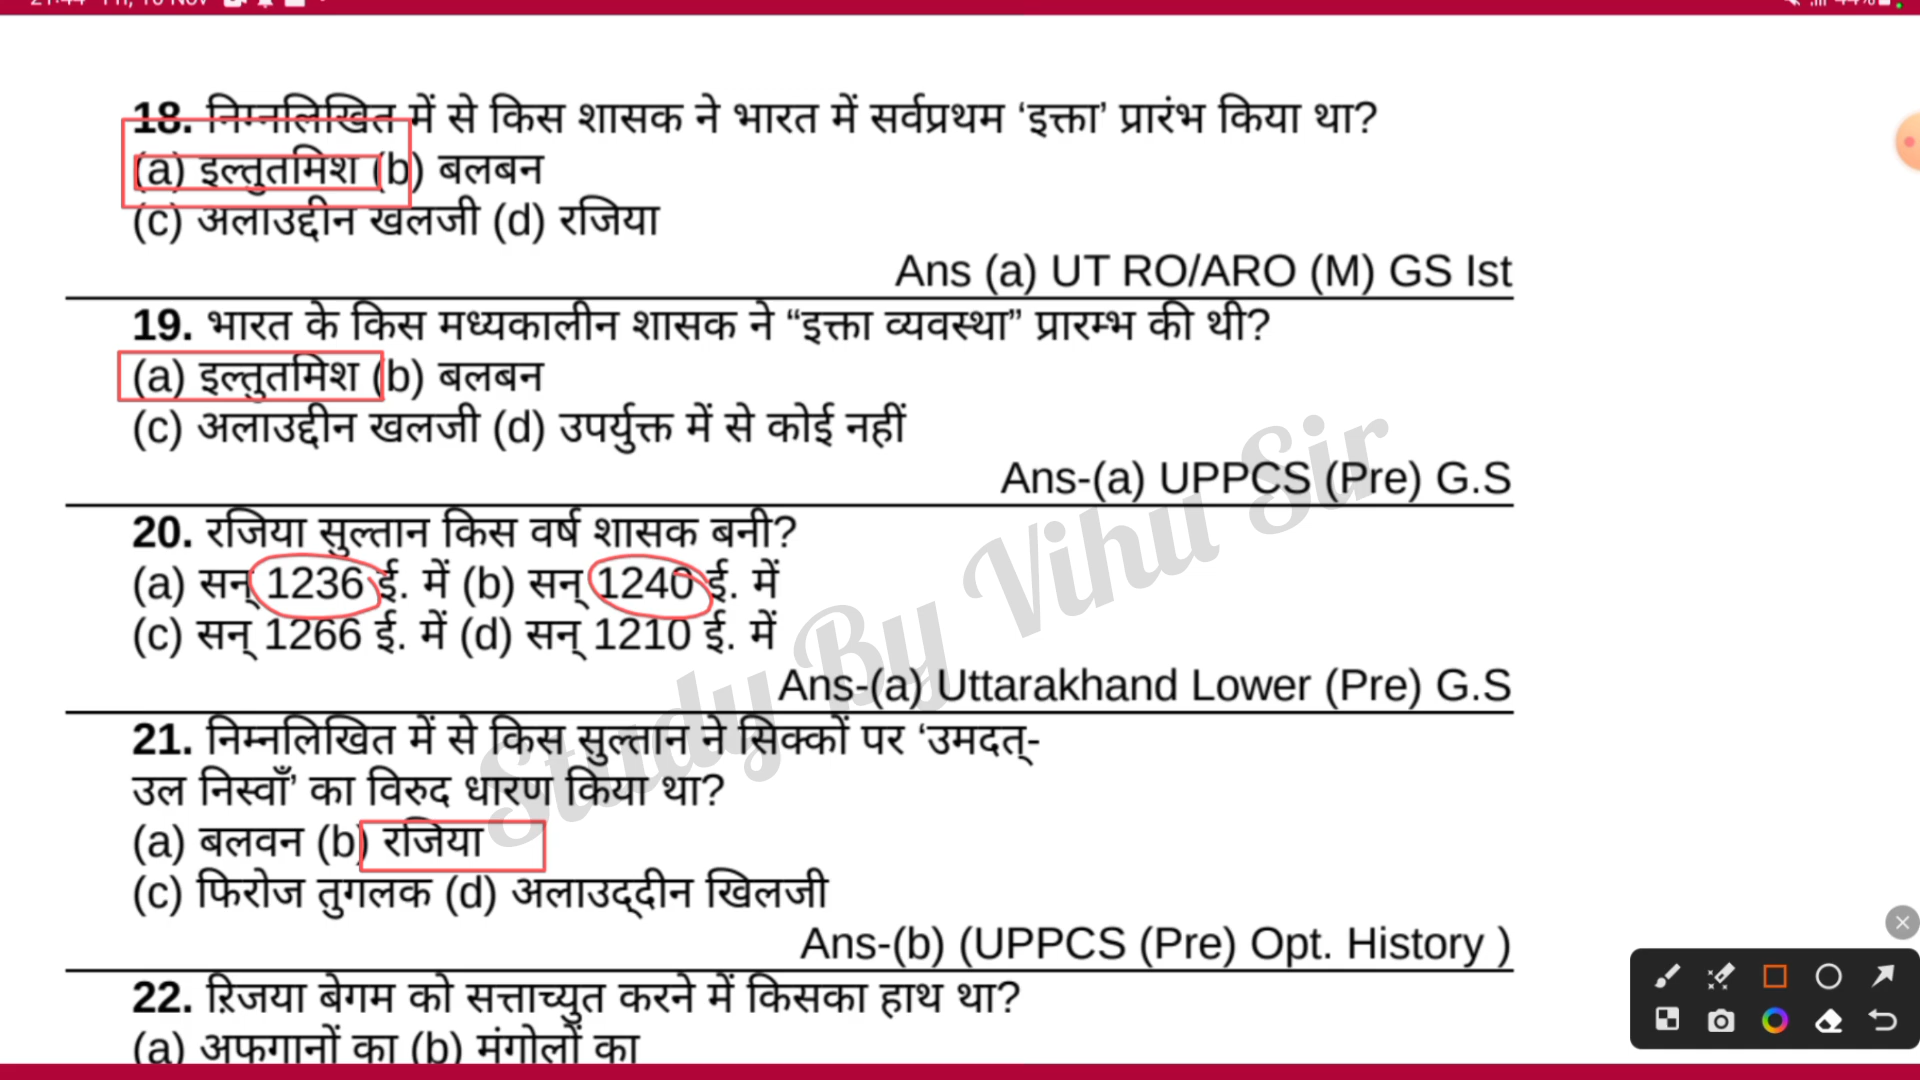 18. निम्नलिखित में से किस शासक ने भारत में सर्वप्रथम ‘इक्ता’ प्रारंभ किया था?
(a) इल्तुतमिश (b) बलबन
(c) अलाउद्दीन खलजी (d) रजिया
Ans (a) UT RO/ARO (M) GS Ist
19. भारत के किस मध्यकालीन शासक ने “इक्ता व्यवस्था” प्रारम्भ की थी?
(a) इल्तुतमिश (b) बलबन
(c) अलाउद्दीन खलजी (d) उपर्युक्त में से कोई नहीं
Ans-(a) UPPCS (Pre) G.S
20. रजिया सुल्तान किस वर्ष शासक बनी?
(a) सन् 1236 ई. में (b) सन् 1240 ई. में
(c) सन् 1266 ई. में (d) सन् 1210 ई. में
Ans-(a) Uttarakhand Lower (Pre) G.S
21. निम्नलिखित में से किस सुल्तान ने सिक्कों पर ‘उमदत्-
उल निस्वाँ’ का विरुद धारण किया था?
(a) बलवन (b) रजिया
(c) फिरोज तुगलक (d) अलाउद्‌दीन खिलजी
Ans-(b) (UPPCS (Pre) Opt. History )
22. ऱिजया बेगम को सत्ताच्युत करने में किसका हाथ था?
(a) अफगानों का (b) मंगोलों का
Study By Vihu Sir